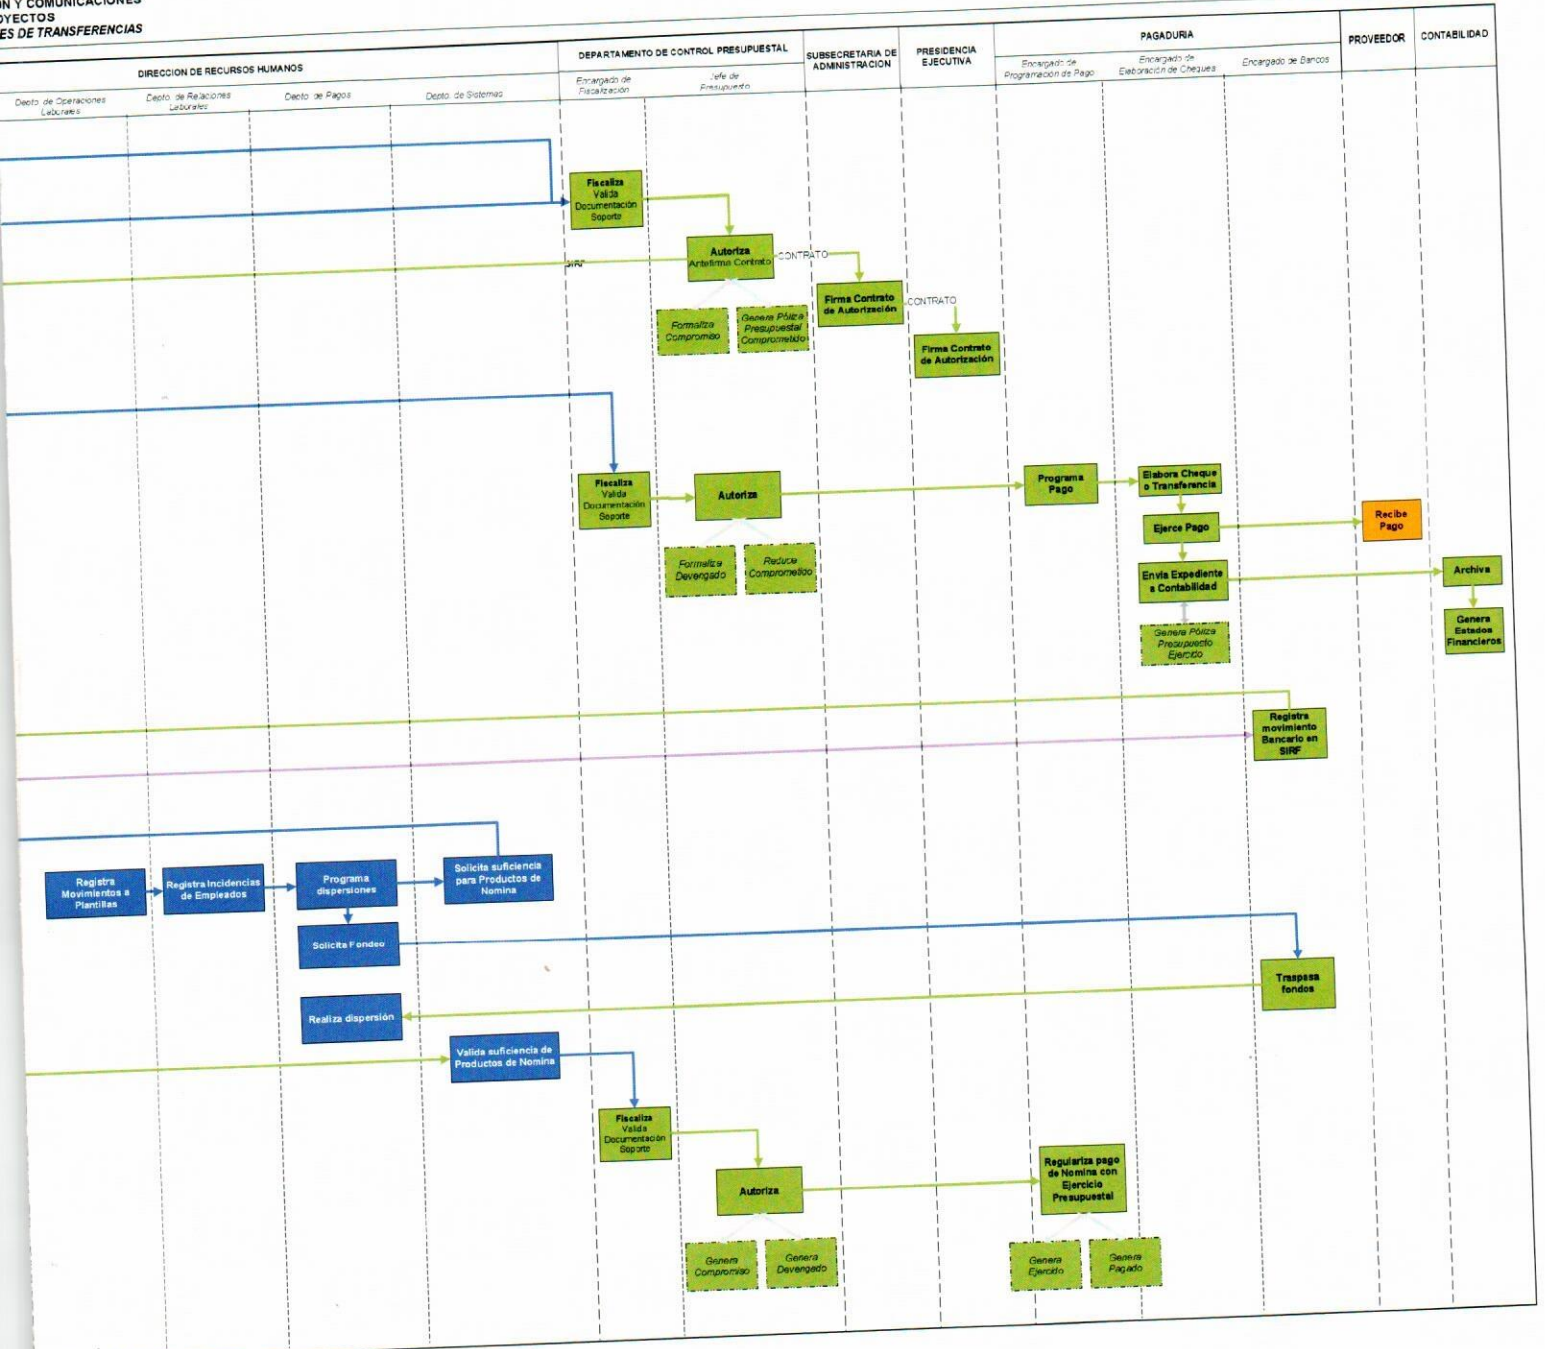 N Y COMUNICACIONES
OYECTOS
ES DE TRANSFERENCIAS
DIRECCION DE RECURSOS HUMANOS
DEPARTAMENTO DE CONTROL PRESUPUESTAL
SUBSECRETARIA DE
ADMINISTRACION
PRESIDENCIA
EJECUTIVA
PAGADURIA
PROVEEDOR
CONTABILIDAD
Depto. de Operaciones
Laborales
Depto. de Relaciones
Laborales
Depto. de Pagos
Depto. de Sistemas
Encargado de
Fiscalización
Jefe de
Presupuesto
Encargado de
Programación de Pago
Encargado de
Elaboración de Cheques
Encargado de Bancos
Fiscaliza
Valida
Documentación
Soporte
Autoriza
Antefirma Contrato
CONTRATO
SIRF
Firma Contrato
de Autorización
CONTRATO
Formaliza
Compromiso
Genera Póliza
Presupuestal
Comprometido
Firma Contrato
de Autorización
Fiscaliza
Valida
Documentación
Soporte
Autoriza
Programa
Pago
Elabora Cheque
o Transferencia
Ejerce Pago
Recibe
Pago
Formaliza
Devengado
Reduce
Comprometido
Envía Expediente
a Contabilidad
Archiva
Genera Póliza
Presupuesto
Ejercido
Genera
Estados
Financieros
Registra
movimiento
Bancario en
SIRF
Registra
Movimientos a
Plantillas
Registra Incidencias
de Empleados
Programa
dispersiones
Solicita suficiencia
para Productos de
Nomina
Solicita Fondeo
Traspasa
fondos
Realiza dispersión
Valida suficiencia de
Productos de Nomina
Fiscaliza
Valida
Documentación
Soporte
Autoriza
Regulariza pago
de Nomina con
Ejercicio
Presupuestal
Genera
Compromiso
Genera
Devengado
Genera
Ejercido
Genera
Pagado